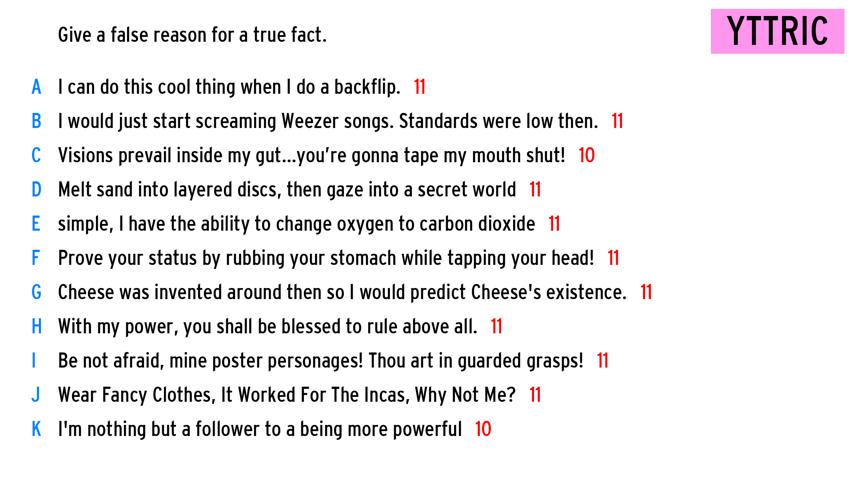 Give a false reason for a true fact.
YTTRIC
A I can do this cool thing when I do a backflip. 11
B I would just start screaming Weezer songs. Standards were low then. 11
C Visions prevail inside my gut...you're gonna tape my mouth shut! 10
D Melt sand into layered discs, then gaze into a secret world 11
E simple, I have the ability to change oxygen to carbon dioxide 11
F Prove your status by rubbing your stomach while tapping your head! 11
G Cheese was invented around then so I would predict Cheese's existence. 11
H With my power, you shall be blessed to rule above all. 11
I Be not afraid, mine poster personages! Thou art in guarded grasps! 11
J Wear Fancy Clothes, It Worked For The Incas, Why Not Me? 11
K I'm nothing but a follower to a being more powerful 10